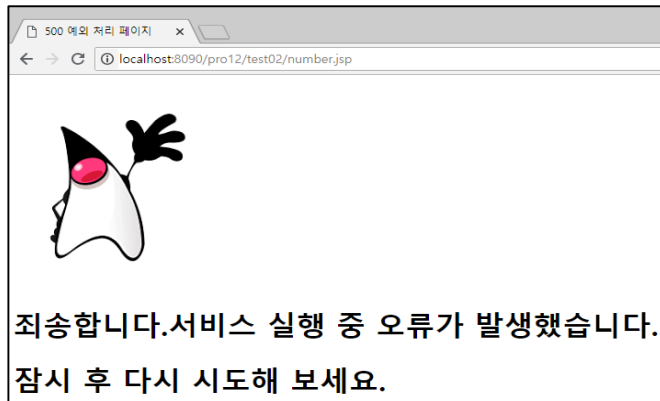 500 예외 처리 페이지
localhost:8090/pro12/test02/number.jsp
죄송합니다.서비스 실행 중 오류가 발생했습니다.
잠시 후 다시 시도해 보세요.